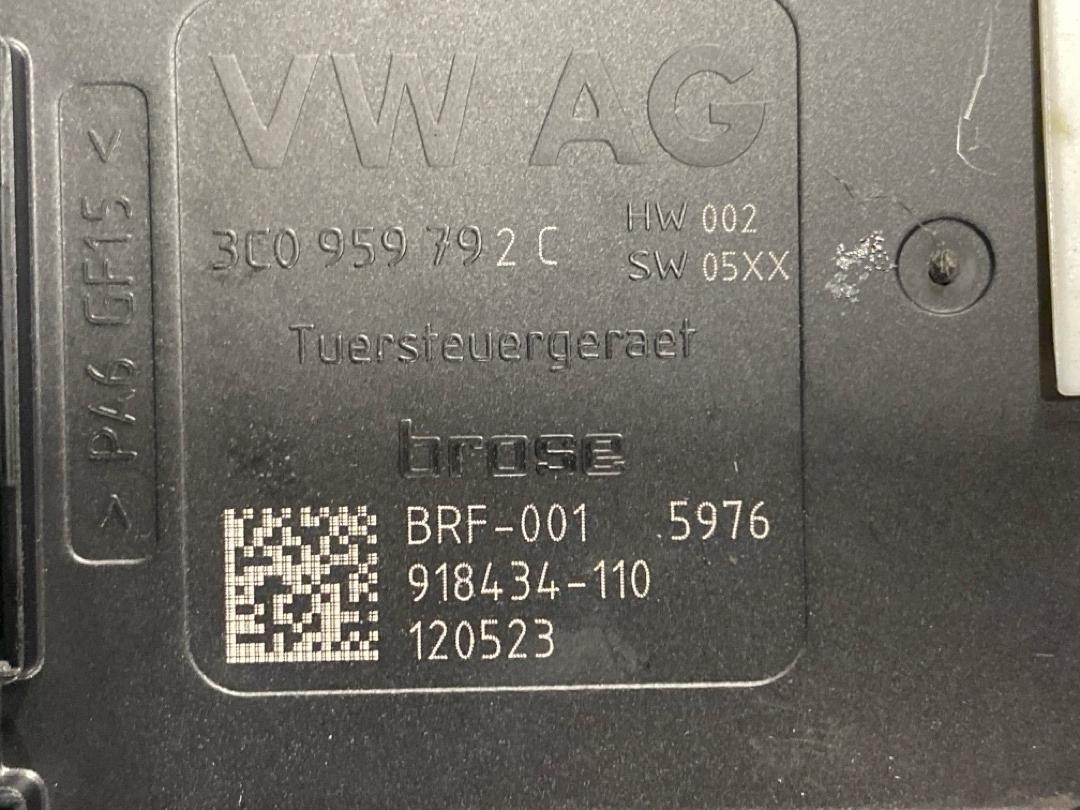 VW AG
3C0 959 792 C
HW 002
SW 05XX
Tuersteuergeraet
brose
BRF-001 5976
918434-110
120523
> PA6 GF15 <